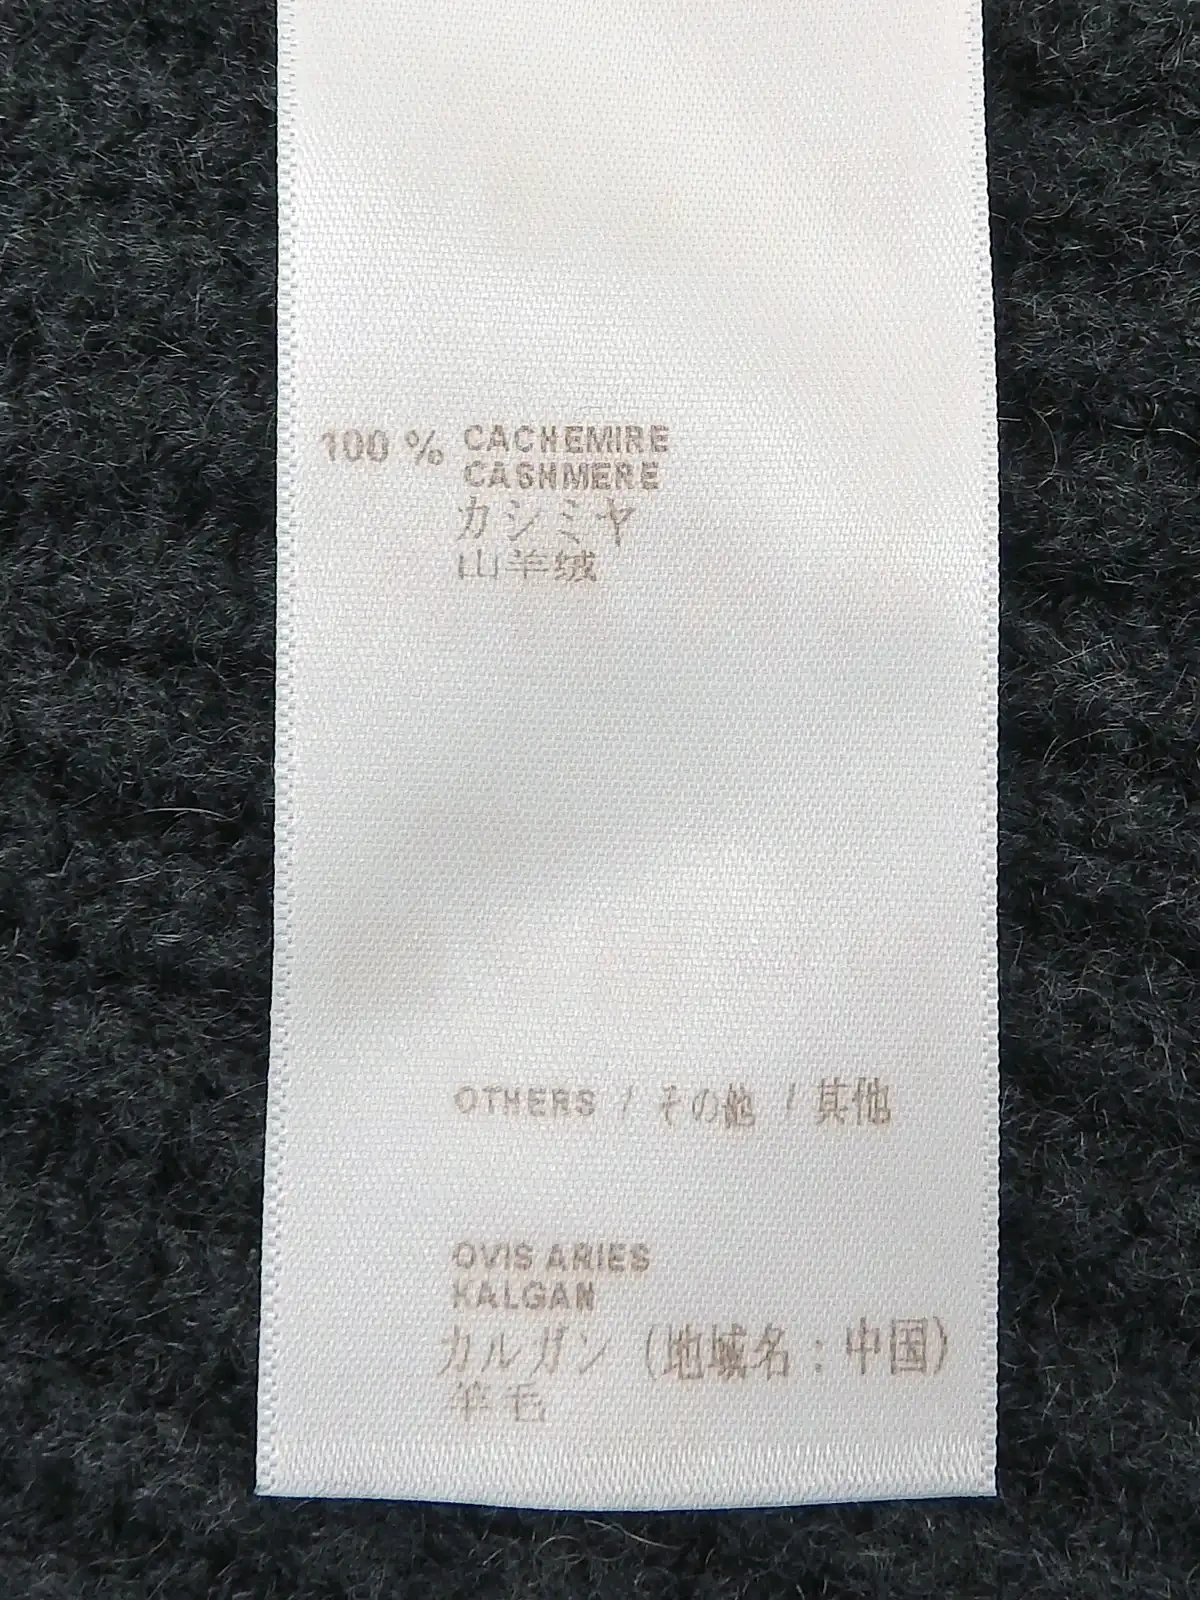 100 % CACHEMIRE
CASHMERE
カシミヤ
山羊绒
OTHERS / その他 / 其他
OVIS ARIES
KALGAN
カルガン (地域名:中国)
羊毛